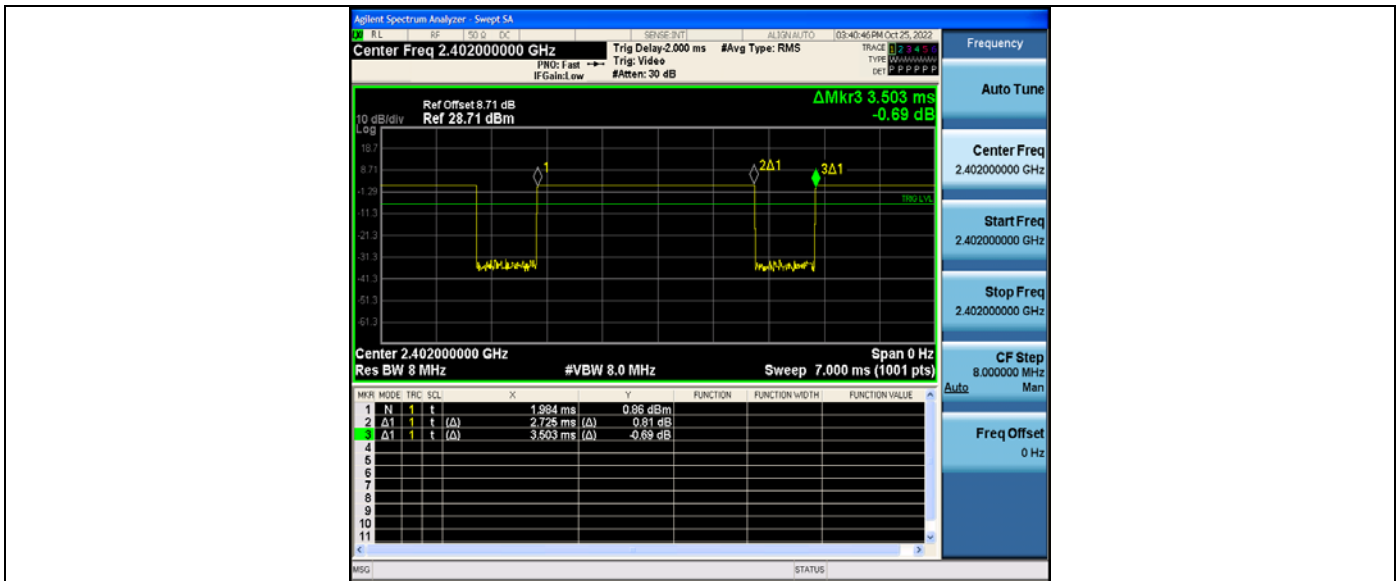 Agilent Spectrum Analyzer - Swept SA
RL RF 50 Ω DC SENSE:INT ALIGN AUTO 03:40:46 PM Oct 25, 2022
Center Freq 2.402000000 GHz
PNO: Fast
IFGain:Low
Trig Delay-2.000 ms
Trig: Video
#Atten: 30 dB
#Avg Type: RMS
TRACE 1 2 3 4 5 6
TYPE WWWWWW
DET P P P P P P
ΔMkr3 3.503 ms
-0.69 dB
Ref Offset 8.71 dB
10 dB/div Ref 28.71 dBm
Log
18.7
8.71
-1.29
-11.3
-21.3
-31.3
-41.3
-51.3
-61.3
1
2Δ1
3Δ1
TRIG LVL
Center 2.402000000 GHz Span 0 Hz
Res BW 8 MHz #VBW 8.0 MHz Sweep 7.000 ms (1001 pts)
MKR MODE TRC SCL X Y FUNCTION FUNCTION WIDTH FUNCTION VALUE
1 N 1 t 1.984 ms 0.86 dBm
2 Δ1 1 t (Δ) 2.725 ms (Δ) 0.81 dB
3 Δ1 1 t (Δ) 3.503 ms (Δ) -0.69 dB
4
5
6
7
8
9
10
11
MSG STATUS
Frequency
Auto Tune
Center Freq
2.402000000 GHz
Start Freq
2.402000000 GHz
Stop Freq
2.402000000 GHz
CF Step
8.000000 MHz
Auto Man
Freq Offset
0 Hz